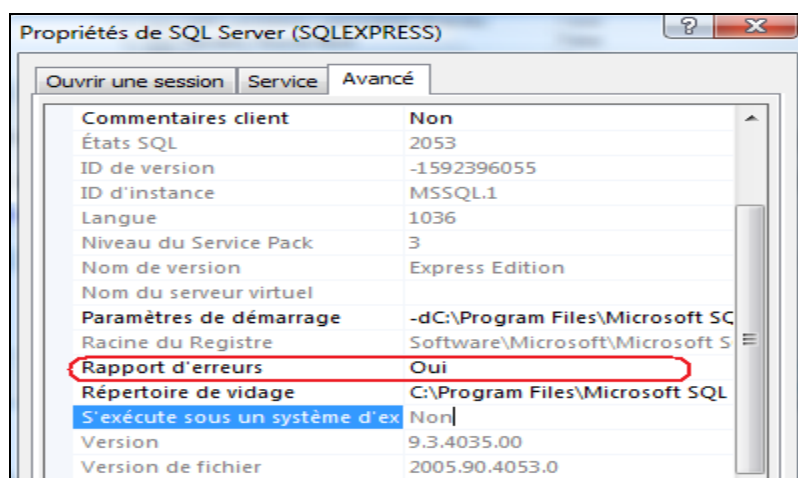 Propriétés de SQL Server (SQLEXPRESS)
Ouvrir une session Service Avancé
Commentaires client Non
États SQL 2053
ID de version -1592396055
ID d'instance MSSQL.1
Langue 1036
Niveau du Service Pack 3
Nom de version Express Edition
Nom du serveur virtuel
Paramètres de démarrage -dC:\Program Files\Microsoft SQ
Racine du Registre Software\Microsoft\Microsoft S
Rapport d'erreurs Oui
Répertoire de vidage C:\Program Files\Microsoft SQL
S'exécute sous un système d'ex Non
Version 9.3.4035.00
Version de fichier 2005.90.4053.0